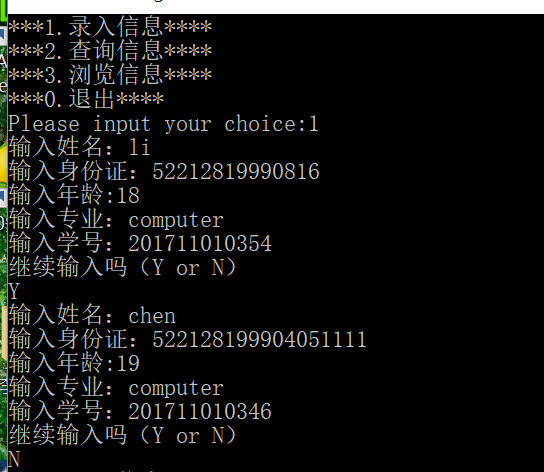 ***1.录入信息****
***2.查询信息****
***3.浏览信息****
***0.退出****
Please input your choice:1
输入姓名：li
输入身份证：52212819990816
输入年龄:18
输入专业：computer
输入学号：201711010354
继续输入吗（Y or N）
Y
输入姓名：chen
输入身份证：522128199904051111
输入年龄:19
输入专业：computer
输入学号：201711010346
继续输入吗（Y or N）
N